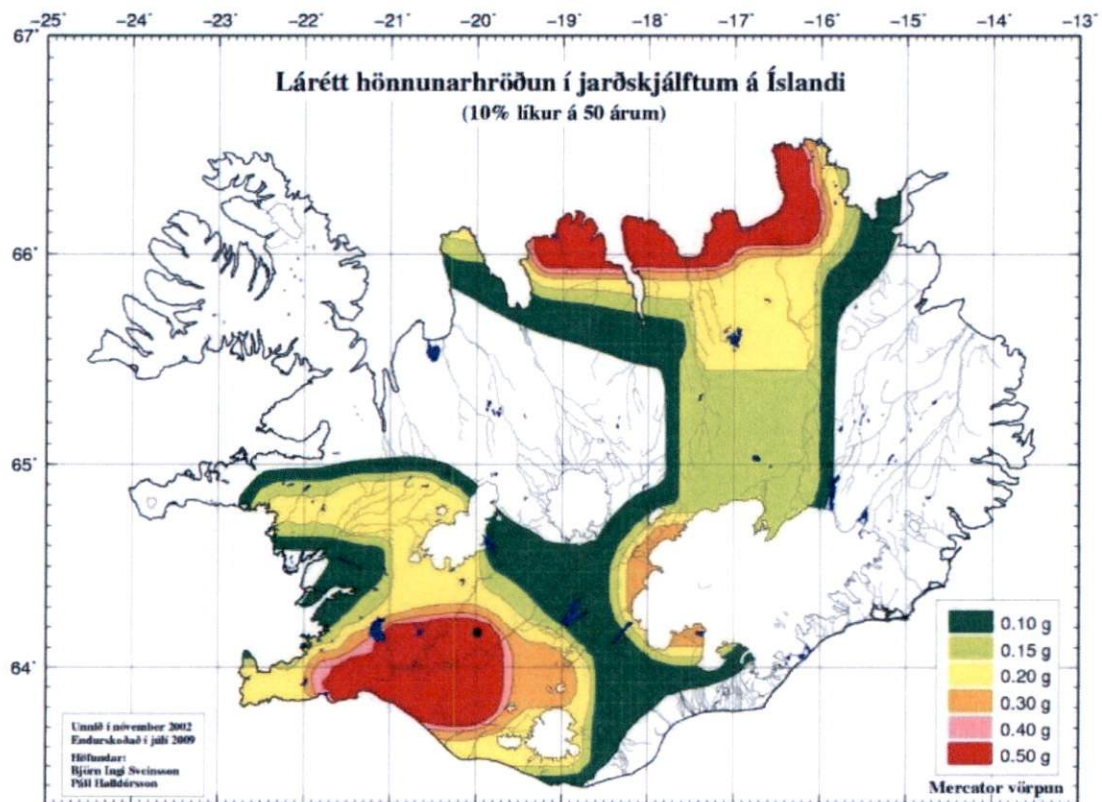 -25° -24° -23° -22° -21° -20° -19° -18° -17° -16° -15° -14° -13°
67°
Lárétt hönnunarhröðun í jarðskjálftum á Íslandi
(10% líkur á 50 árum)
66°
65°
64°
0.10 g
0.15 g
0.20 g
0.30 g
0.40 g
0.50 g
Unnið í nóvember 2002
Endurskoðað í júlí 2009
Höfundar:
Björn Ingi Sveinsson
Páll Halldórsson
Mercator vörpun